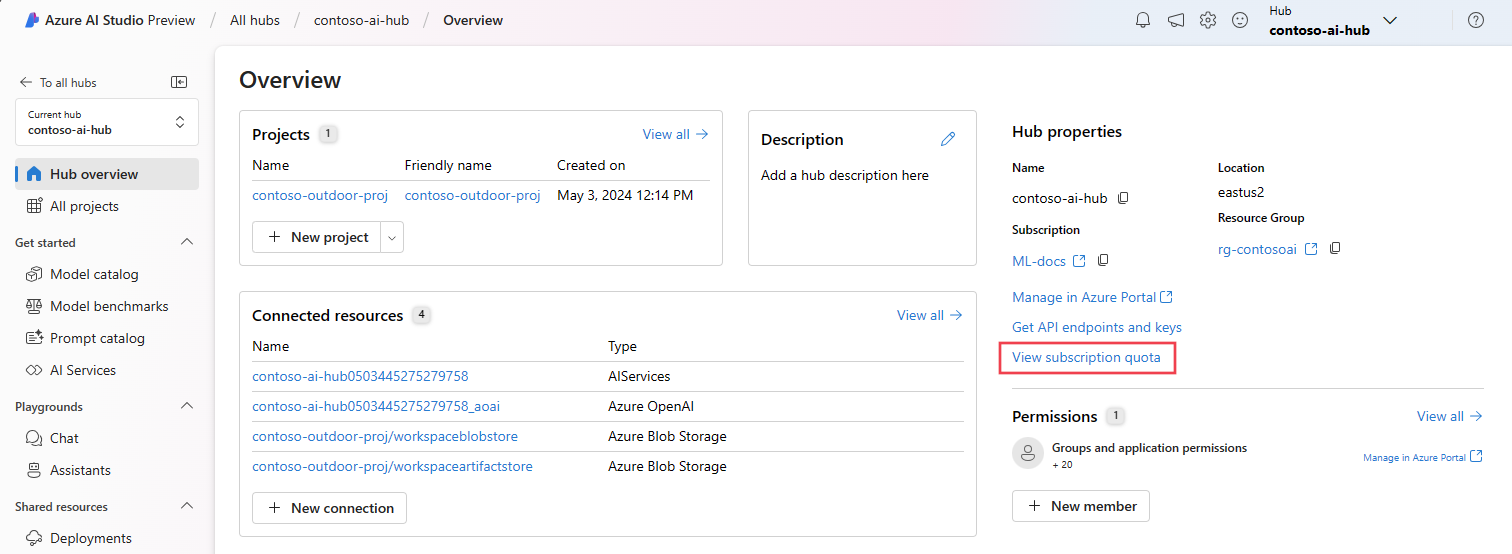 Azure AI Studio Preview / All hubs / contoso-ai-hub / Overview
Hub
contoso-ai-hub
To all hubs
Current hub
contoso-ai-hub
Hub overview
All projects
Get started
Model catalog
Model benchmarks
Prompt catalog
AI Services
Playgrounds
Chat
Assistants
Shared resources
Deployments
Overview
Projects 1 View all
Name Friendly name Created on
contoso-outdoor-proj contoso-outdoor-proj May 3, 2024 12:14 PM
New project
Description
Add a hub description here
Connected resources 4 View all
Name Type
contoso-ai-hub0503445275279758 AIServices
contoso-ai-hub0503445275279758_aoai Azure OpenAI
contoso-outdoor-proj/workspaceblobstore Azure Blob Storage
contoso-outdoor-proj/workspaceartifactstore Azure Blob Storage
New connection
Hub properties
Name
contoso-ai-hub
Location
eastus2
Subscription
ML-docs
Resource Group
rg-contosoai
Manage in Azure Portal
Get API endpoints and keys
View subscription quota
Permissions 1 View all
Groups and application permissions
+ 20
Manage in Azure Portal
New member